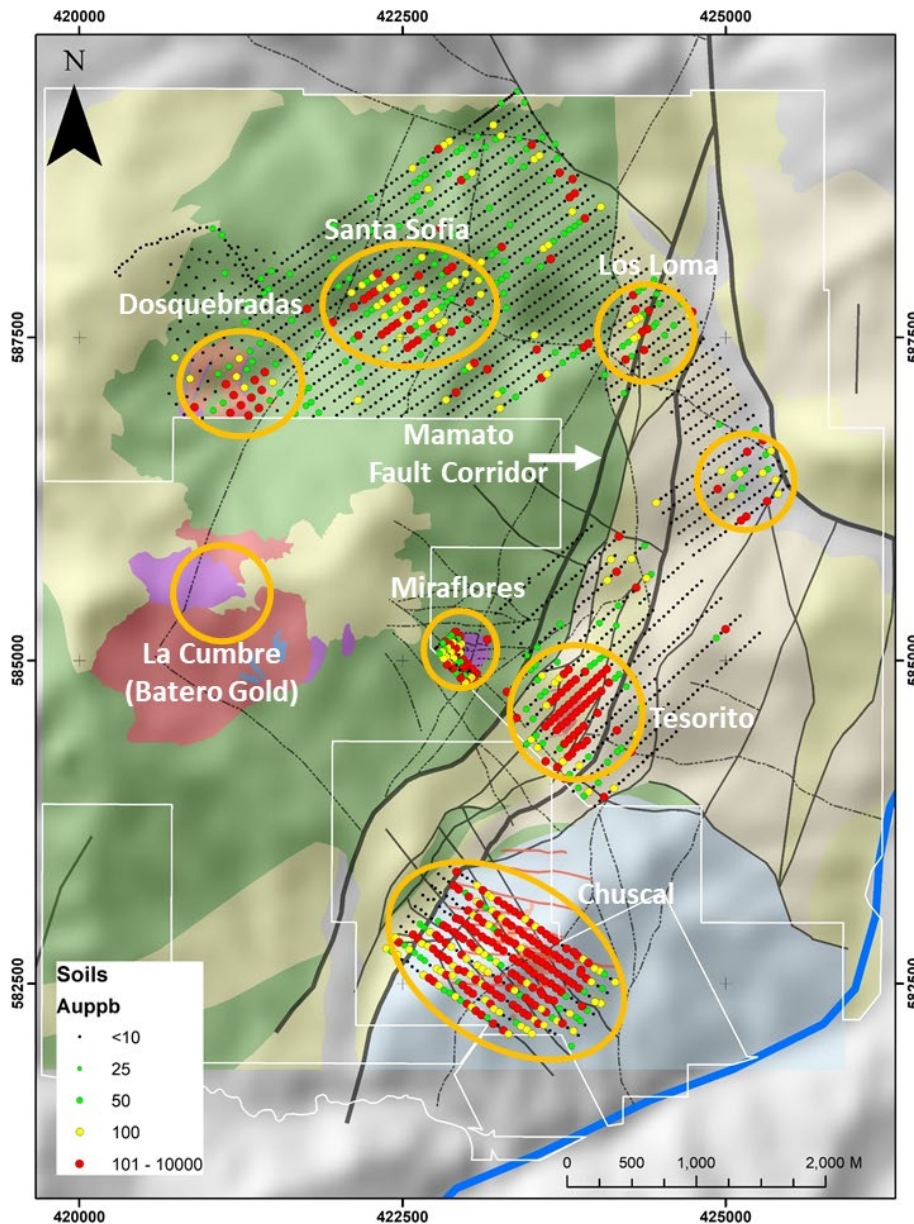 420000
422500
425000
N
Santa Sofia
Los Loma
Dosquebradas
587500
587500
Mamato
Fault Corridor
Miraflores
La Cumbre
(Batero Gold)
585000
585000
Tesorito
Chuscal
582500
582500
Soils
Auppb
<10
25
50
100
101 - 10000
0 500 1,000 2,000 M
420000
422500
425000